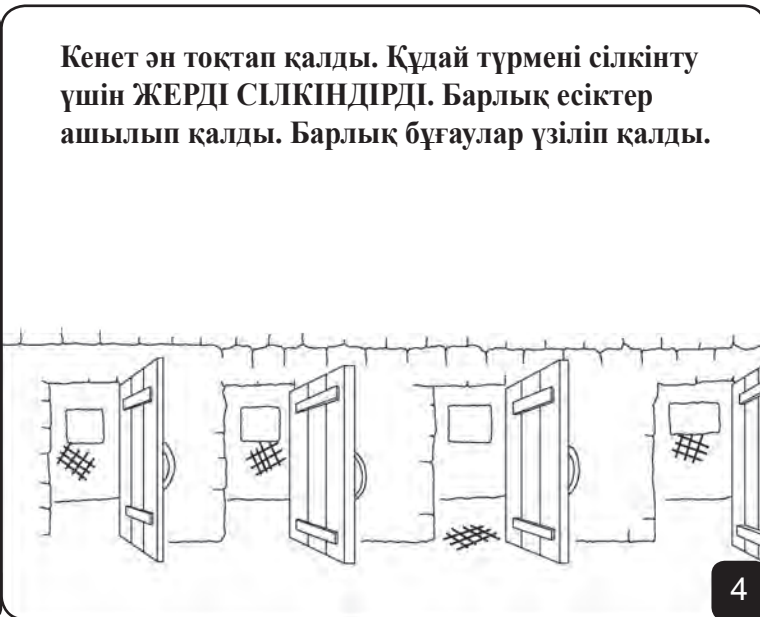 Кенет ән тоқтап қалды. Құдай түрмені сілкінту
үшін ЖЕРДІ СІЛКІНДІРДІ. Барлық есіктер
ашылып қалды. Барлық бұғаулар үзіліп қалды.
4